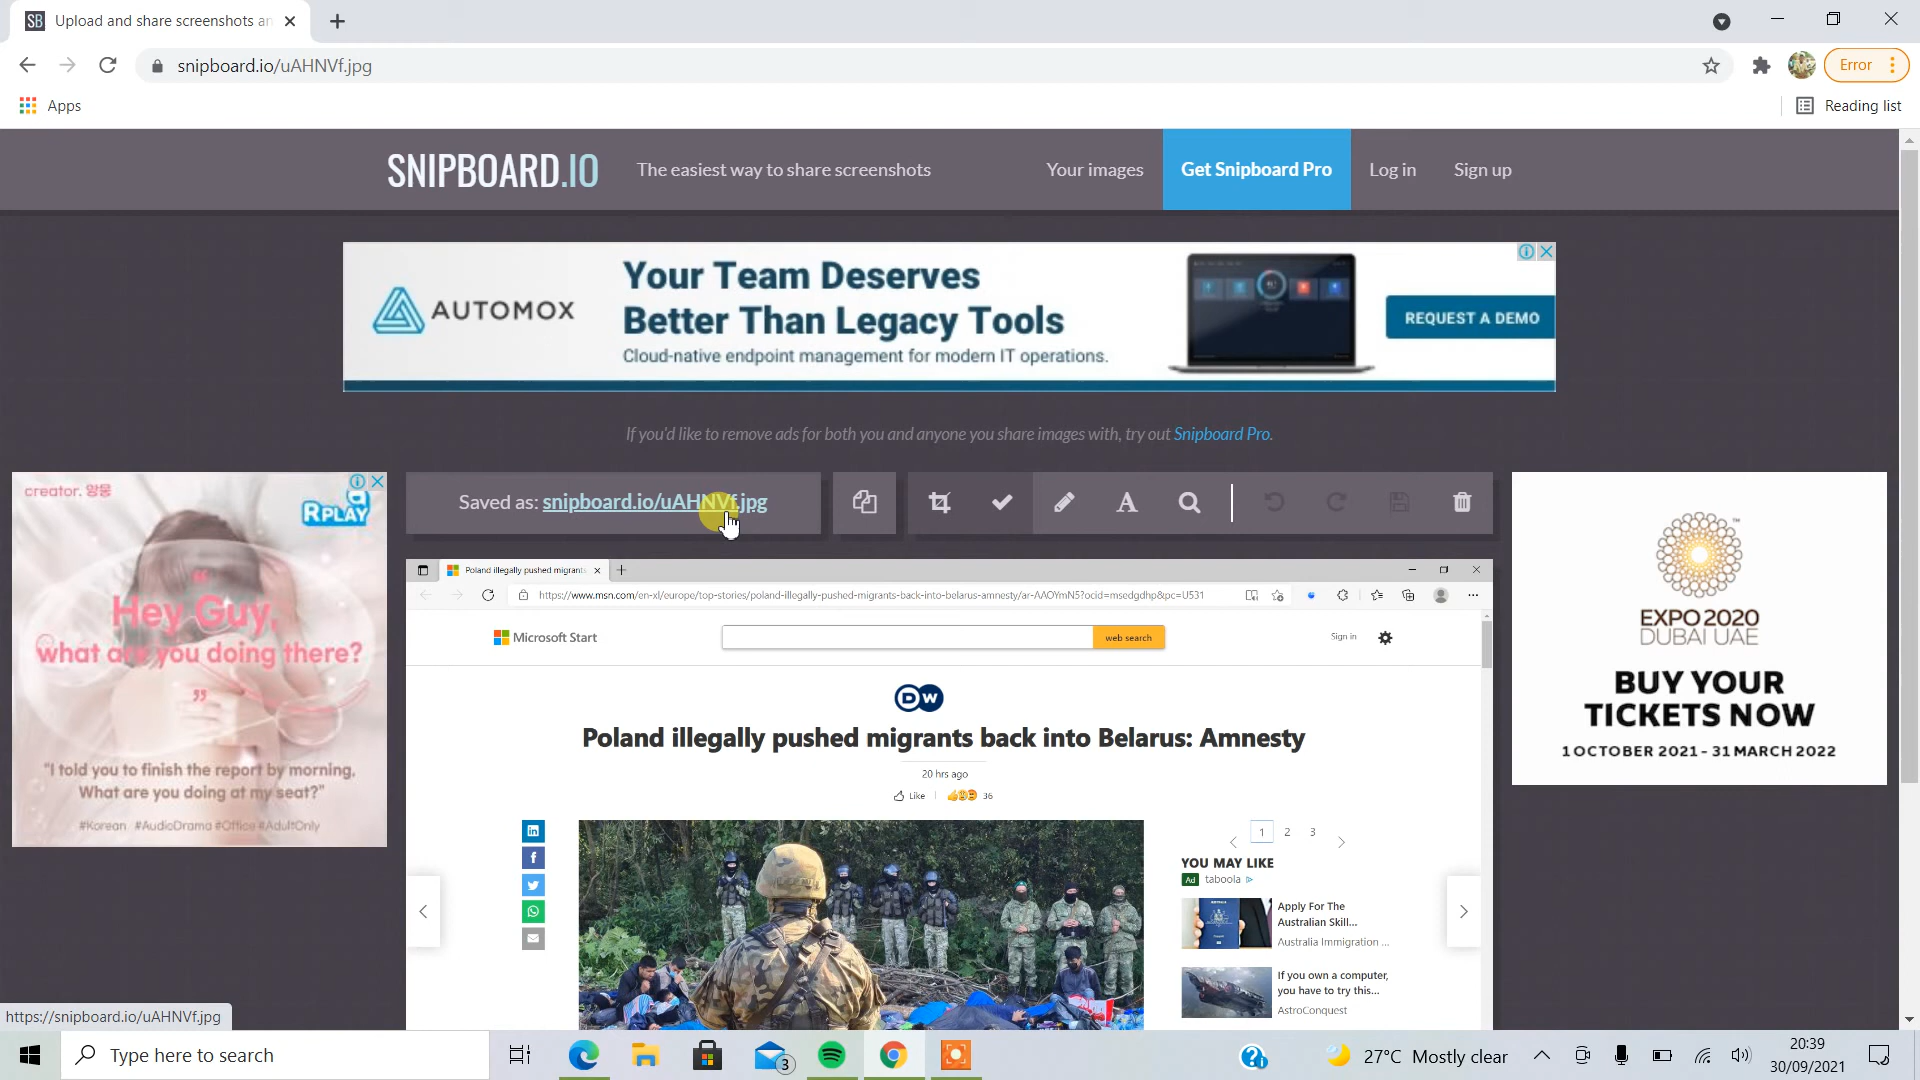 SB Upload and share screenshots an
snipboard.io/uAHNVf.jpg
Error
Apps
Reading list
SNIPBOARD.IO
The easiest way to share screenshots
Your images
Get Snipboard Pro
Log in
Sign up
AUTOMOX
Your Team Deserves
Better Than Legacy Tools
Cloud-native endpoint management for modern IT operations.
REQUEST A DEMO
If you'd like to remove ads for both you and anyone you share images with, try out Snipboard Pro.
creator. 앙뭉
RPLAY
"
Hey Guy,
what are you doing there?
"
"I told you to finish the report by morning.
What are you doing at my seat?"
#Korean #AudioDrama #Office #AdultOnly
Saved as: snipboard.io/uAHNVf.jpg
A
Poland illegally pushed migrants
https://www.msn.com/en-xl/europe/top-stories/poland-illegally-pushed-migrants-back-into-belarus-amnesty/ar-AAOYmN5?ocid=msedgdhp&pc=U531
Microsoft Start
web search
Sign in
DW
Poland illegally pushed migrants back into Belarus: Amnesty
20 hrs ago
Like
36
1 2 3
YOU MAY LIKE
Ad taboola
Apply For The
Australian Skill...
Australia Immigration ...
If you own a computer,
you have to try this...
AstroConquest
EXPO 2020
DUBAI UAE
BUY YOUR
TICKETS NOW
1 OCTOBER 2021 - 31 MARCH 2022
https://snipboard.io/uAHNVf.jpg
Type here to search
3
27°C Mostly clear
20:39
30/09/2021